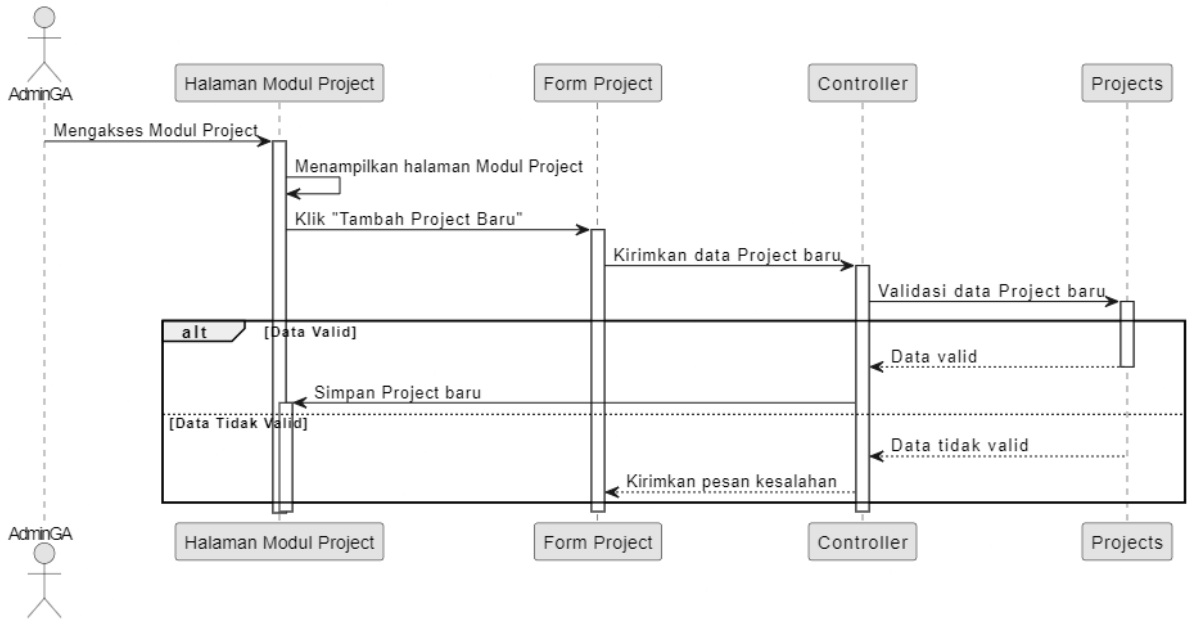 AdminGA
Halaman Modul Project
Form Project
Controller
Projects
Mengakses Modul Project
Menampilkan halaman Modul Project
Klik "Tambah Project Baru"
Kirimkan data Project baru
Validasi data Project baru
alt [Data Valid]
Data valid
Simpan Project baru
[Data Tidak Valid]
Data tidak valid
Kirimkan pesan kesalahan
AdminGA
Halaman Modul Project
Form Project
Controller
Projects